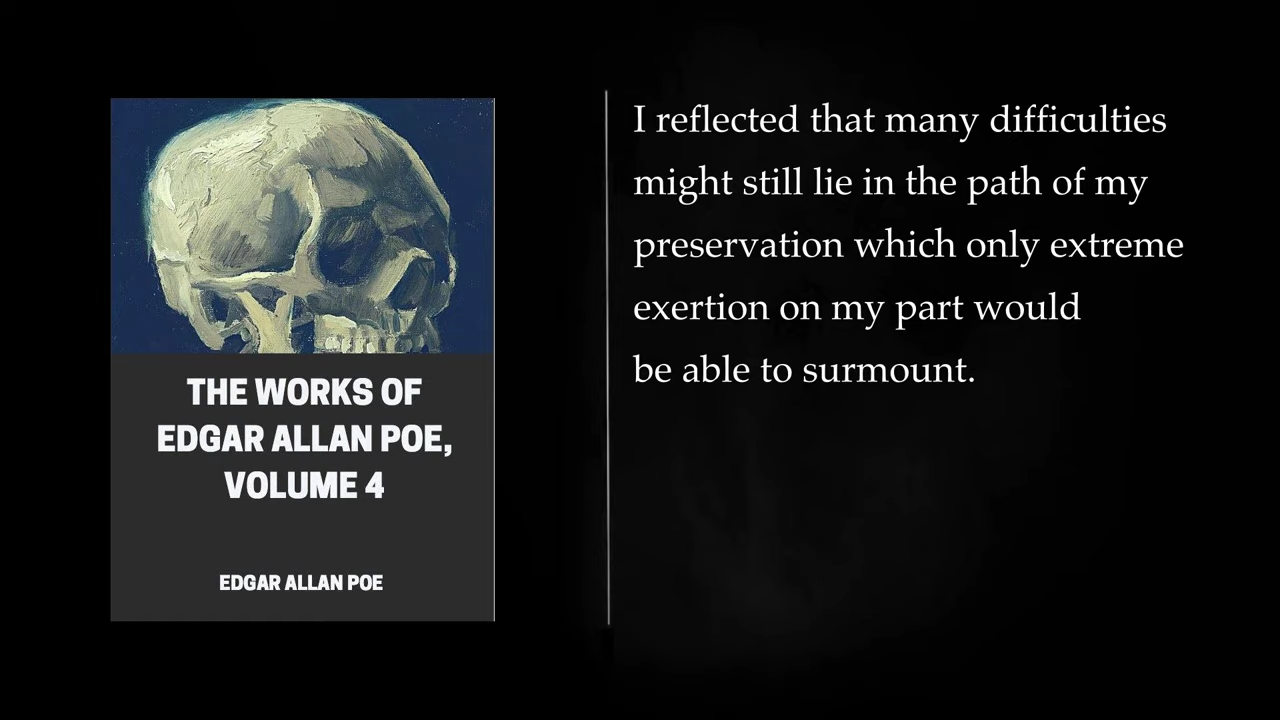 THE WORKS OF
EDGAR ALLAN POE,
VOLUME 4
EDGAR ALLAN POE
I reflected that many difficulties
might still lie in the path of my
preservation which only extreme
exertion on my part would
be able to surmount.